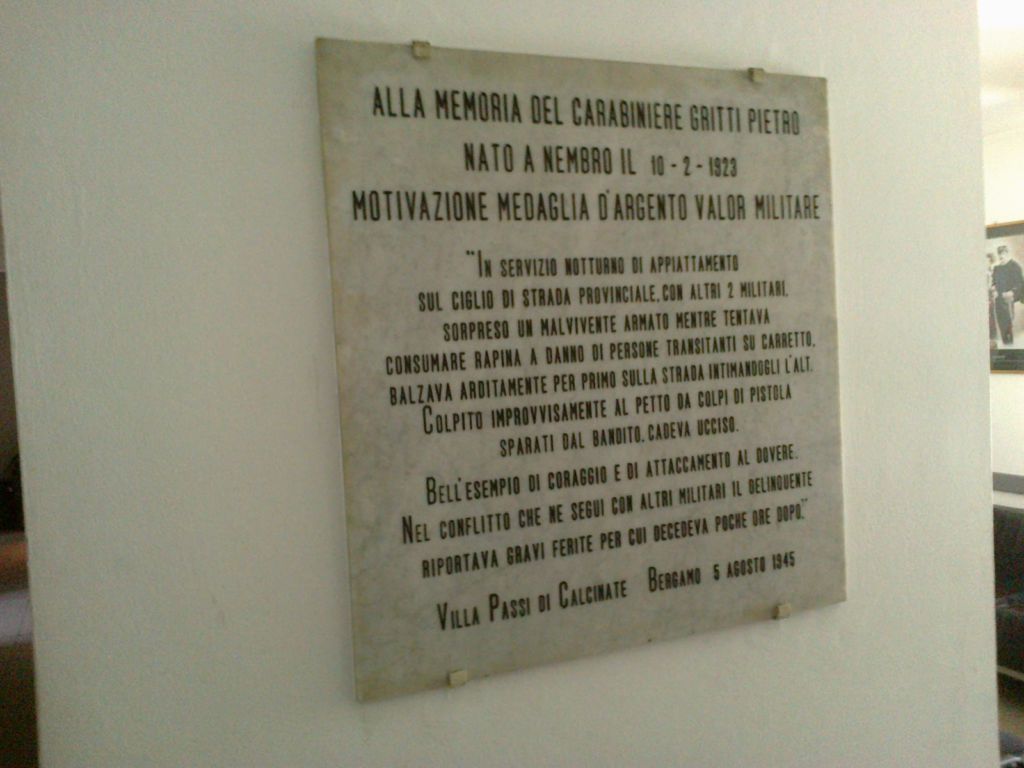 ALLA MEMORIA DEL CARABINIERE GRITTI PIETRO
NATO A NEMBRO IL 10 - 2 - 1923
MOTIVAZIONE MEDAGLIA D'ARGENTO VALOR MILITARE
"IN SERVIZIO NOTTURNO DI APPIATTAMENTO
SUL CIGLIO DI STRADA PROVINCIALE, CON ALTRI 2 MILITARI,
SORPRESO UN MALVIVENTE ARMATO MENTRE TENTAVA
CONSUMARE RAPINA A DANNO DI PERSONE TRANSITANTI SU CARRETTO,
BALZAVA ARDITAMENTE PER PRIMO SULLA STRADA INTIMANDOGLI L'ALT.
COLPITO IMPROVVISAMENTE AL PETTO DA COLPI DI PISTOLA
SPARATI DAL BANDITO, CADEVA UCCISO.
BELL'ESEMPIO DI CORAGGIO E DI ATTACCAMENTO AL DOVERE.
NEL CONFLITTO CHE NE SEGUI CON ALTRI MILITARI IL DELINQUENTE
RIPORTAVA GRAVI FERITE PER CUI DECEDEVA POCHE ORE DOPO."
VILLA PASSI DI CALCINATE BERGAMO 5 AGOSTO 1945